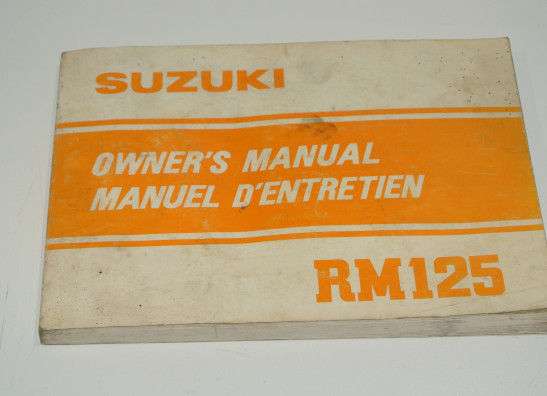 SUZUKI
OWNER'S MANUAL
MANUEL D'ENTRETIEN
RM125